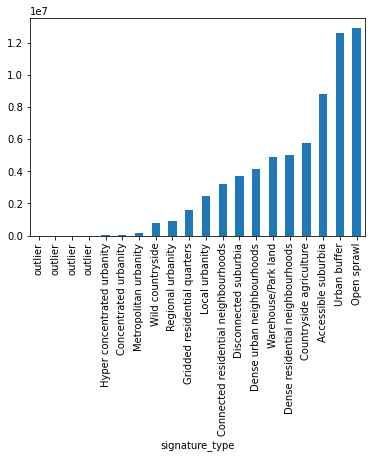 1e7
1.2
1.0
0.8
0.6
0.4
0.2
0.0
outlier
outlier
outlier
outlier
Hyper concentrated urbanity
Concentrated urbanity
Metropolitan urbanity
Wild countryside
Regional urbanity
Gridded residential quarters
Local urbanity
Connected residential neighbourhoods
Disconnected suburbia
Dense urban neighbourhoods
Warehouse/Park land
Dense residential neighbourhoods
Countryside agriculture
Accessible suburbia
Urban buffer
Open sprawl
signature_type